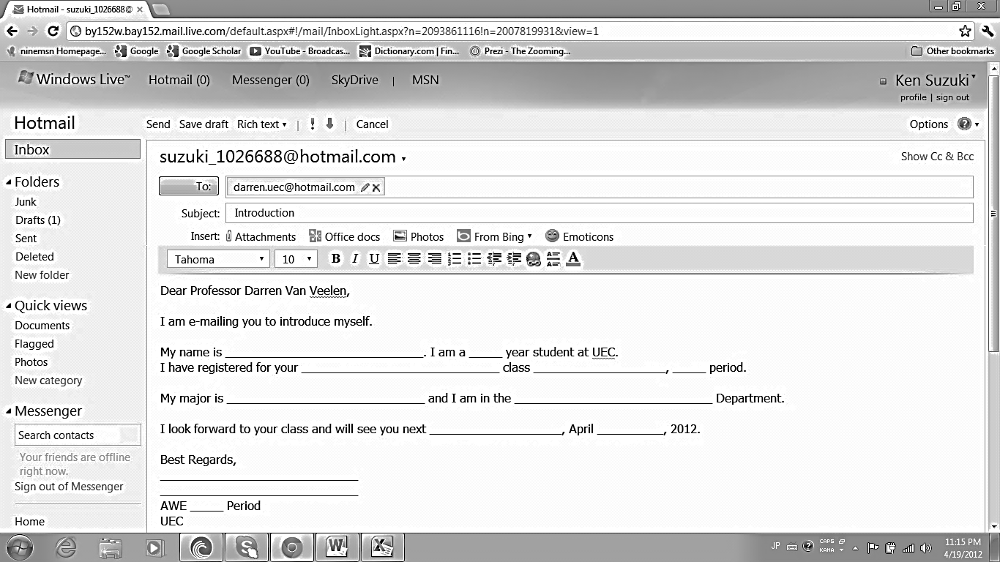 Hotmail - suzuki_1026688@
by152w.bay152.mail.live.com/default.aspx#!/mail/InboxLight.aspx?n=2093861116!n=2007819931&view=1
ninemsn Homepage... Google Google Scholar YouTube - Broadcas... Dictionary.com | Fin... Prezi - The Zooming... Other bookmarks
Windows Live™ Hotmail (0) Messenger (0) SkyDrive | MSN Ken Suzuki
profile | sign out
Hotmail
Send Save draft Rich text | ! | Cancel Options ?
Inbox
suzuki_1026688@hotmail.com Show Cc & Bcc
To: darren.uec@hotmail.com
Subject: Introduction
Insert: Attachments Office docs Photos From Bing Emoticons
Tahoma 10 B I U A
Folders
Junk
Drafts (1)
Sent
Deleted
New folder
Quick views
Documents
Flagged
Photos
New category
Messenger
Search contacts
Your friends are offline
right now.
Sign out of Messenger
Home
Dear Professor Darren Van Veelen,
I am e-mailing you to introduce myself.
My name is ______________________________. I am a _____ year student at UEC.
I have registered for your ______________________________ class ____________________, _____ period.
My major is ______________________________ and I am in the ______________________________ Department.
I look forward to your class and will see you next ____________________, April __________, 2012.
Best Regards,
______________________________
______________________________
AWE _____ Period
UEC
JP ? CAPS
KANA
11:15 PM
4/19/2012